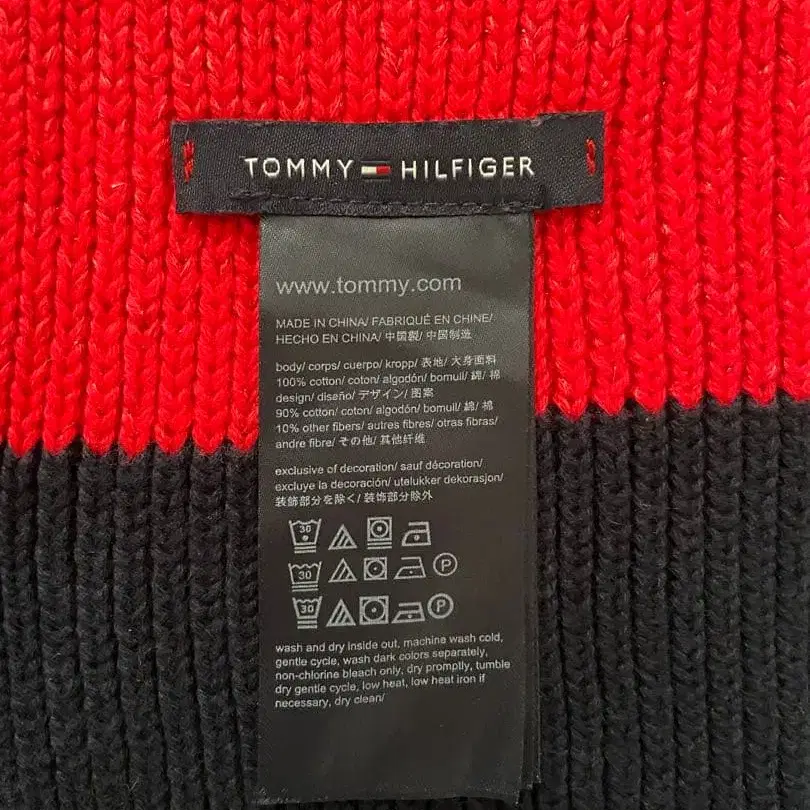 TOMMY HILFIGER
www.tommy.com
MADE IN CHINA/ FABRIQUÉ EN CHINE/
HECHO EN CHINA/ 中国製/ 中国制造
body/ corps/ cuerpo/ kropp/ 表地/ 大身面料
100% cotton/ coton/ algodón/ bomull/ 綿/ 棉
design/ diseño/ デザイン/ 图案
90% cotton/ coton/ algodón/ bomull/ 綿/ 棉
10% other fibers/ autres fibres/ otras fibras/
andre fibre/ その他/ 其他纤维
exclusive of decoration/ sauf décoration/
excluye la decoración/ utelukker dekorasjon/
装飾部分を除く/ 装饰部分除外
30
30 P
30 P
wash and dry inside out, machine wash cold,
gentle cycle, wash dark colors separately,
non-chlorine bleach only, dry promptly, tumble
dry gentle cycle, low heat, low heat iron if
necessary, dry clean/